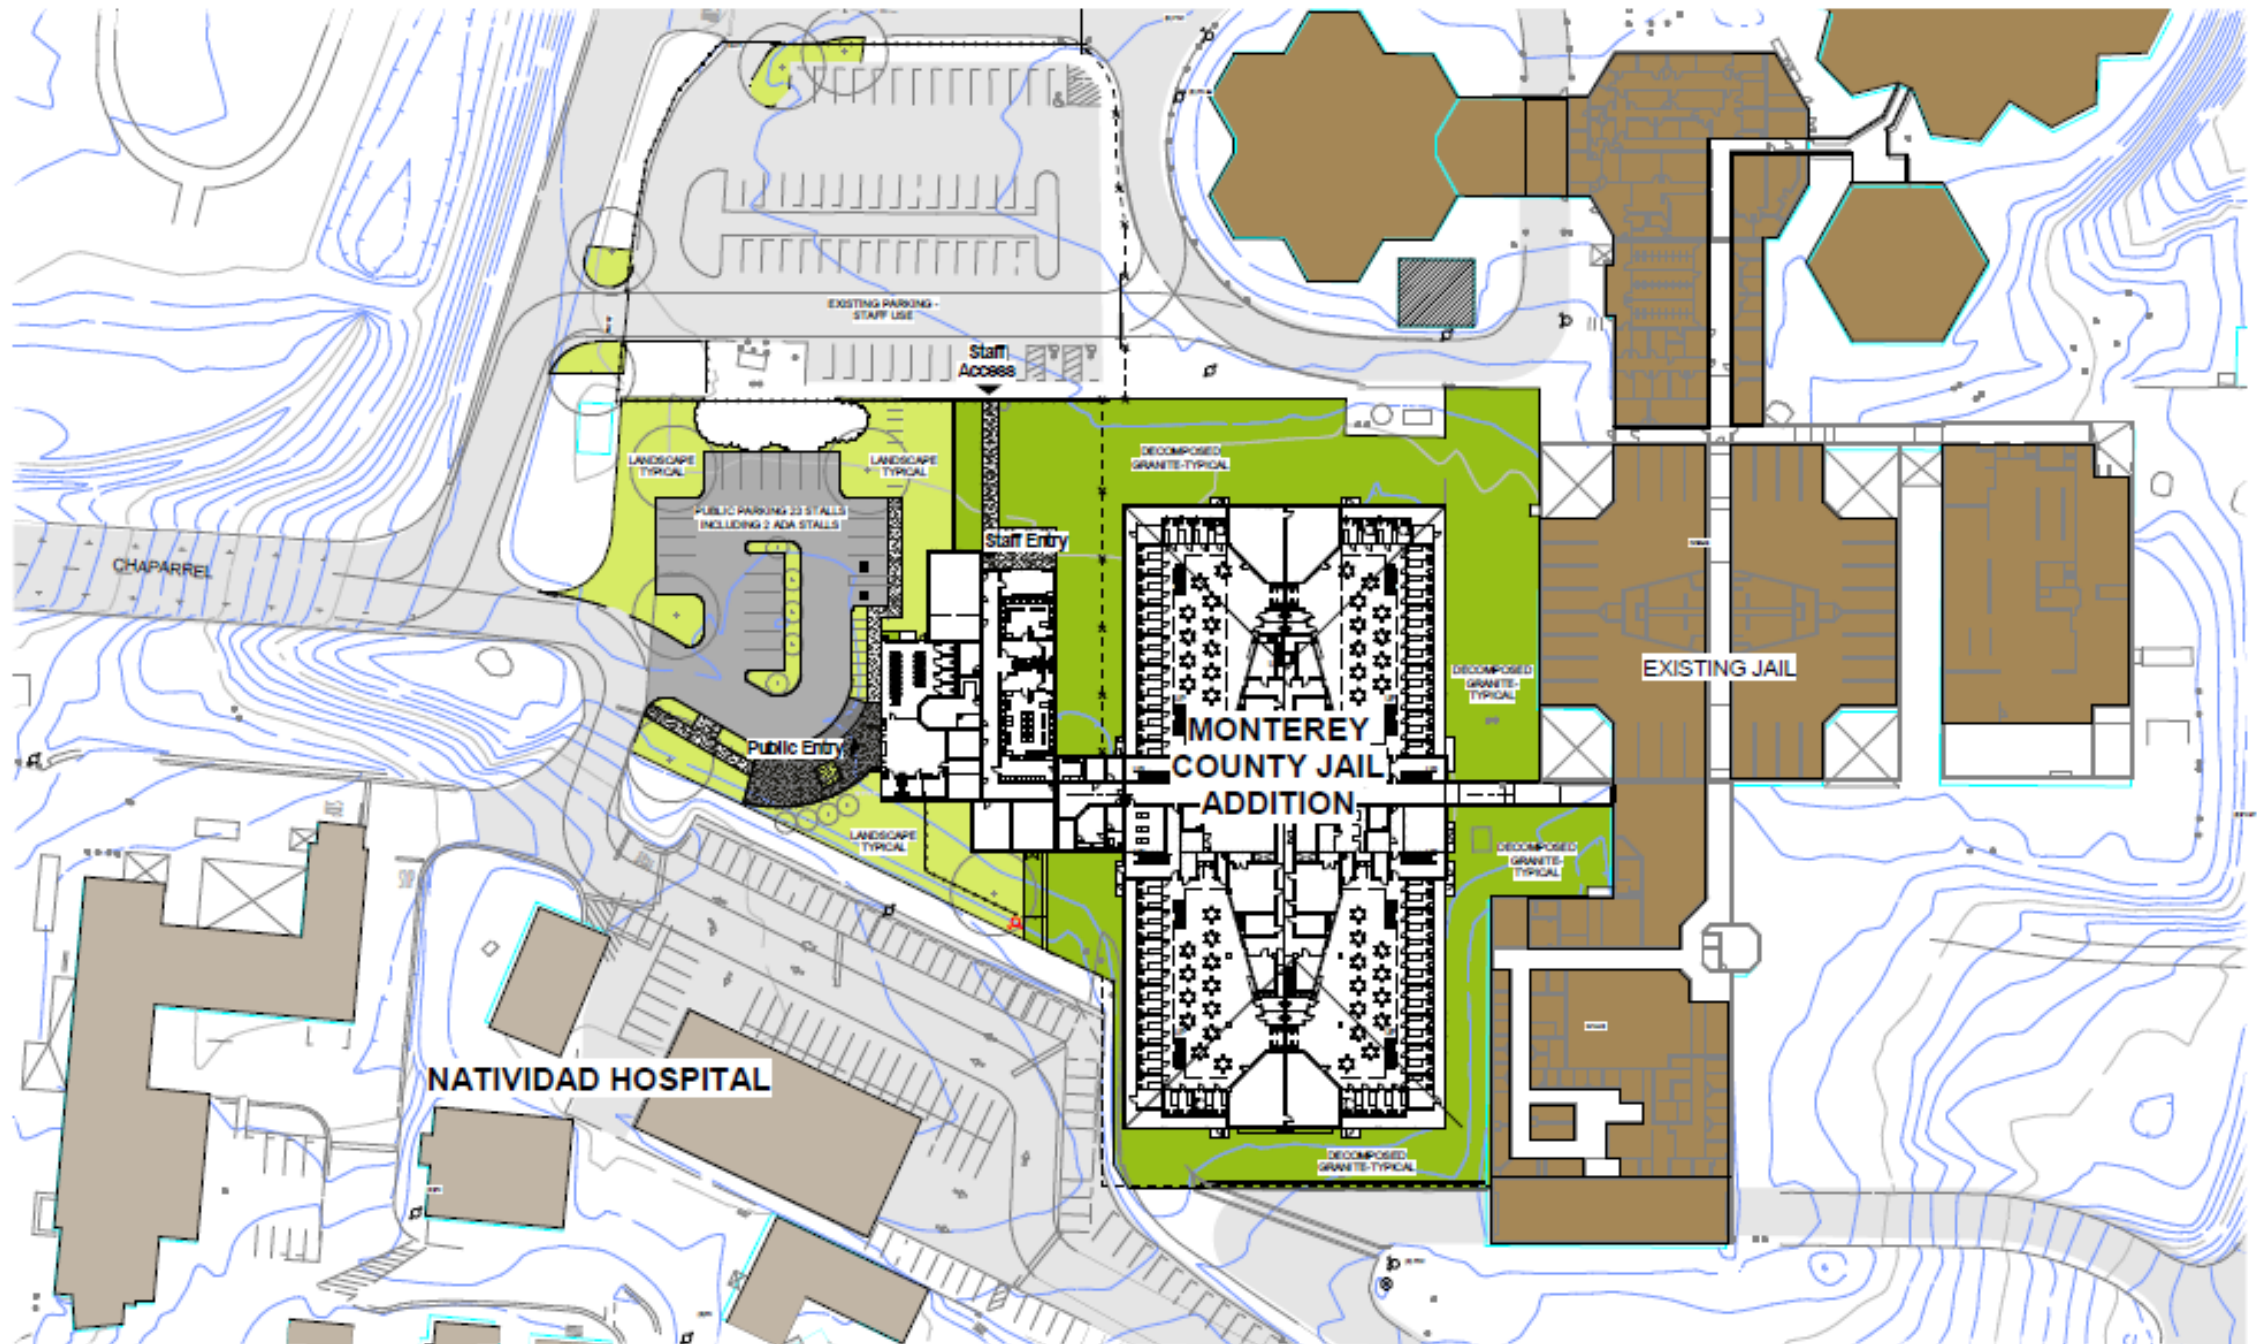 EXISTING PARKING -
STAFF USE
Staff
Access
LANDSCAPE
TYPICAL
LANDSCAPE
TYPICAL
DECOMPOSED
GRANITE-TYPICAL
PUBLIC PARKING 23 STALLS
INCLUDING 2 ADA STALLS
Staff Entry
CHAPARREL
DECOMPOSED
GRANITE-
TYPICAL
EXISTING JAIL
MONTEREY
COUNTY JAIL
ADDITION
Public Entry
LANDSCAPE
TYPICAL
DECOMPOSED
GRANITE-
TYPICAL
NATIVIDAD HOSPITAL
DECOMPOSED
GRANITE-TYPICAL